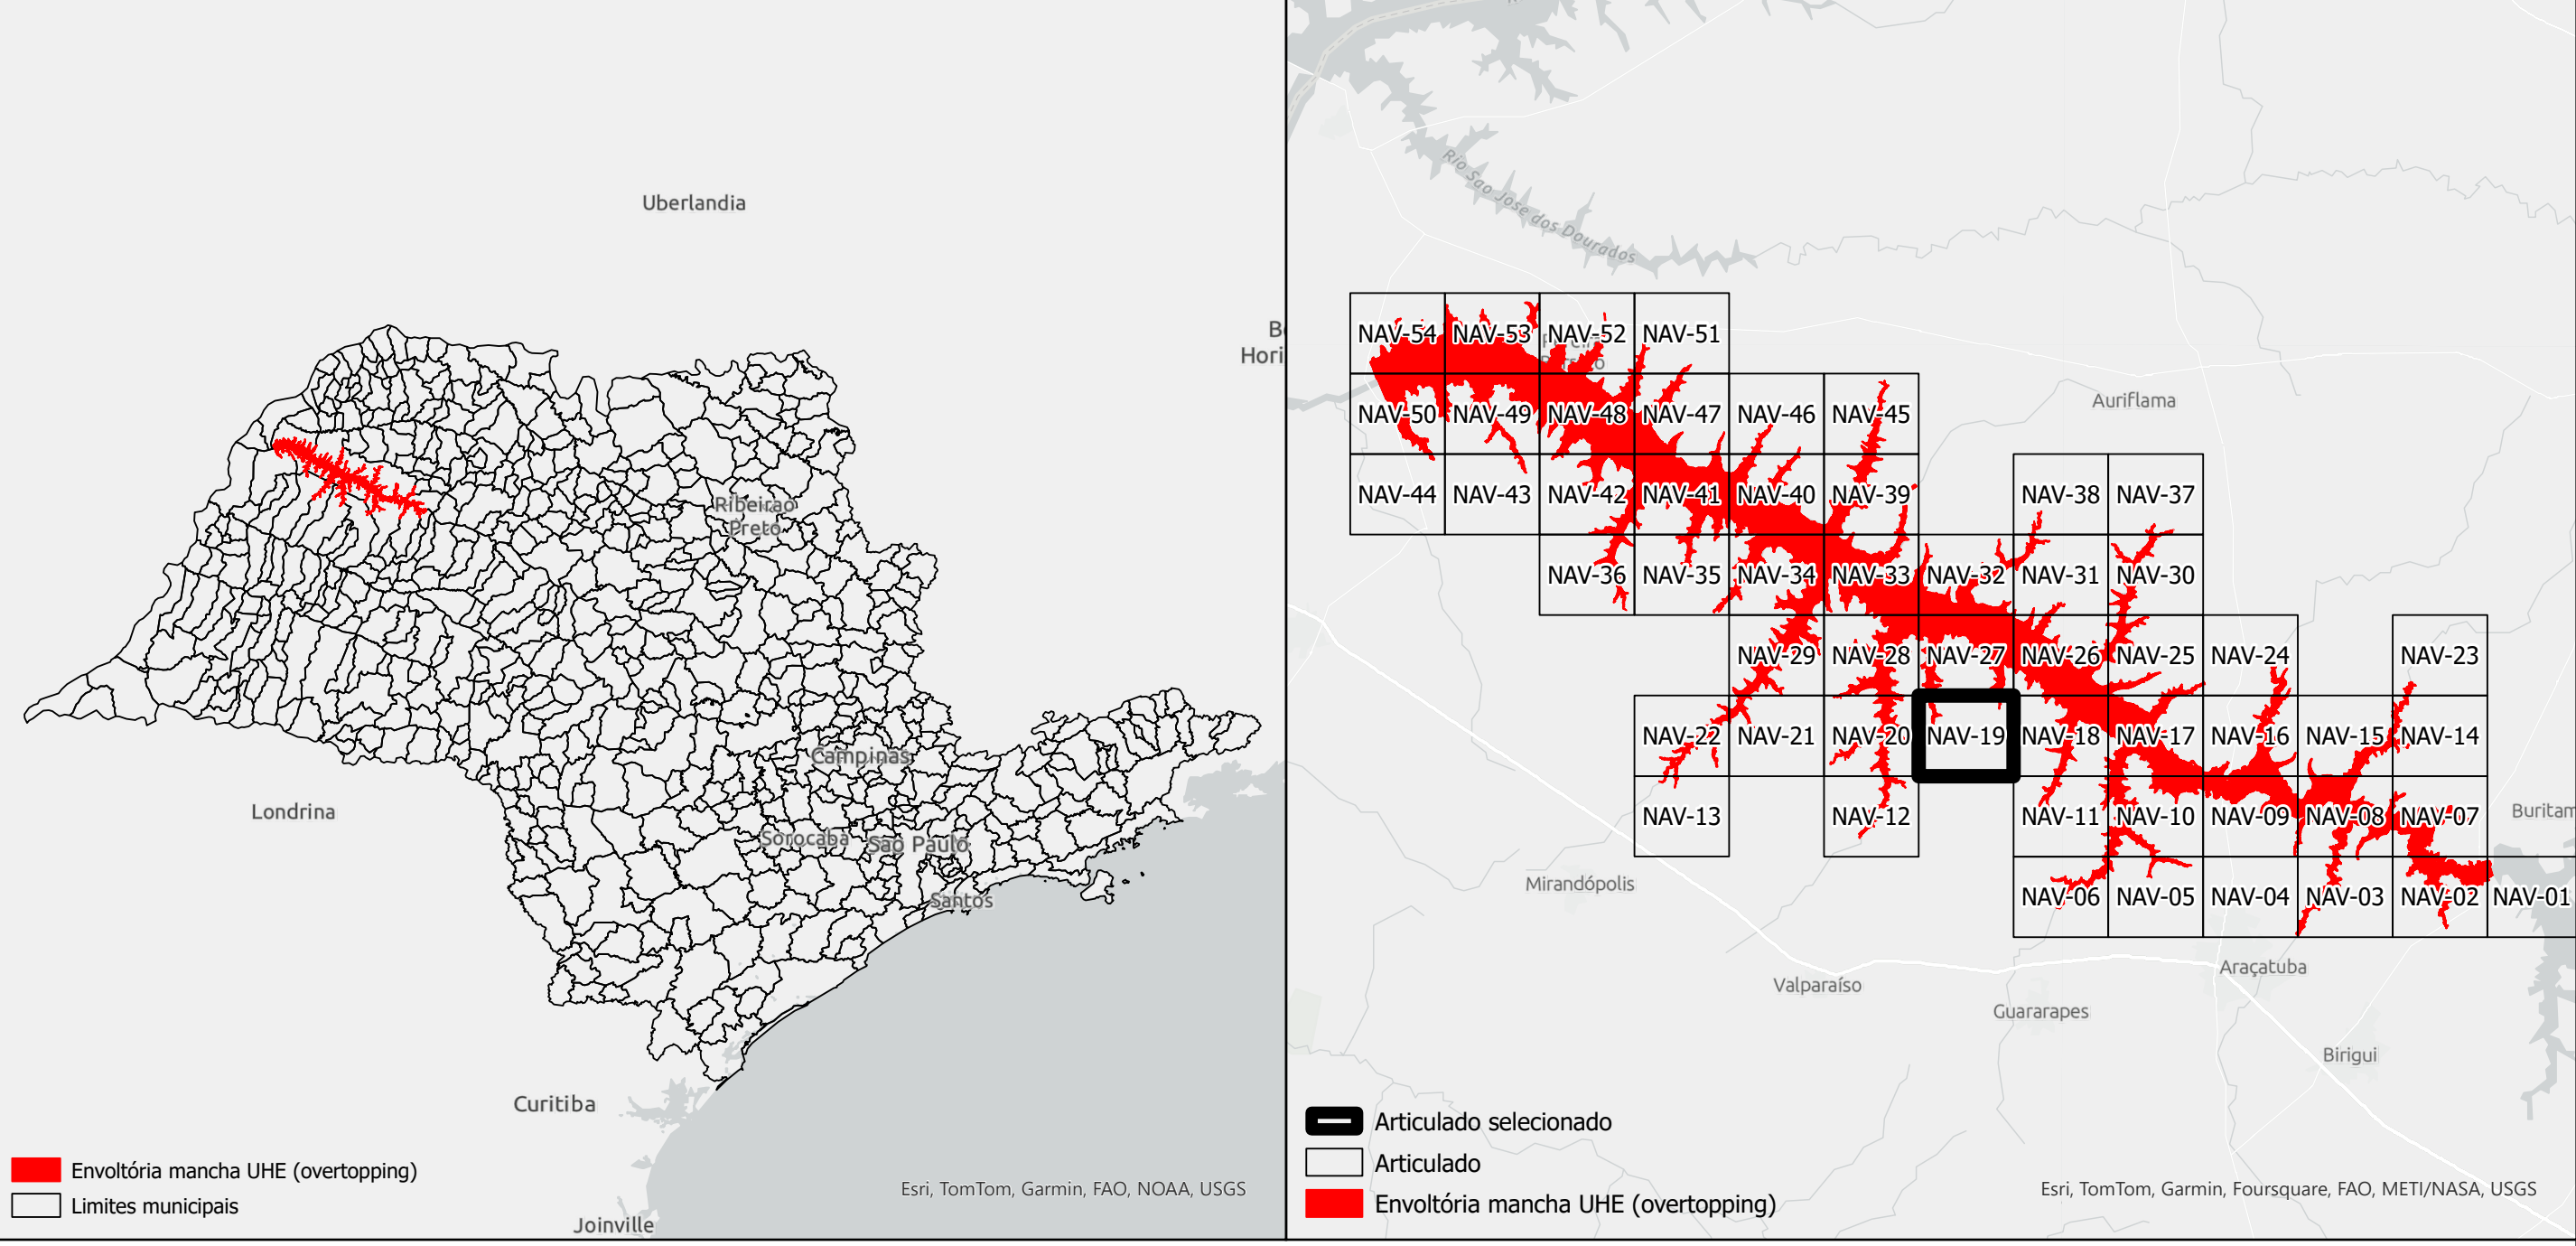 Uberlandia
B
Hori
Ribeirao
Preto
Campinas
Londrina
Sorocaba
Sao Paulo
Santos
Curitiba
Joinville
Envoltória mancha UHE (overtopping)
Limites municipais
Esri, TomTom, Garmin, FAO, NOAA, USGS
Rio Sao Jose dos Dourados
NAV-54 NAV-53 NAV-52 NAV-51
NAV-50 NAV-49 NAV-48 NAV-47 NAV-46 NAV-45
Auriflama
NAV-44 NAV-43 NAV-42 NAV-41 NAV-40 NAV-39 NAV-38 NAV-37
NAV-36 NAV-35 NAV-34 NAV-33 NAV-32 NAV-31 NAV-30
NAV-29 NAV-28 NAV-27 NAV-26 NAV-25 NAV-24 NAV-23
NAV-22 NAV-21 NAV-20 NAV-19 NAV-18 NAV-17 NAV-16 NAV-15 NAV-14
NAV-13 NAV-12 NAV-11 NAV-10 NAV-09 NAV-08 NAV-07
Buritam
Mirandópolis
NAV-06 NAV-05 NAV-04 NAV-03 NAV-02 NAV-01
Araçatuba
Valparaíso
Guararapes
Birigui
Articulado selecionado
Articulado
Envoltória mancha UHE (overtopping)
Esri, TomTom, Garmin, Foursquare, FAO, METI/NASA, USGS